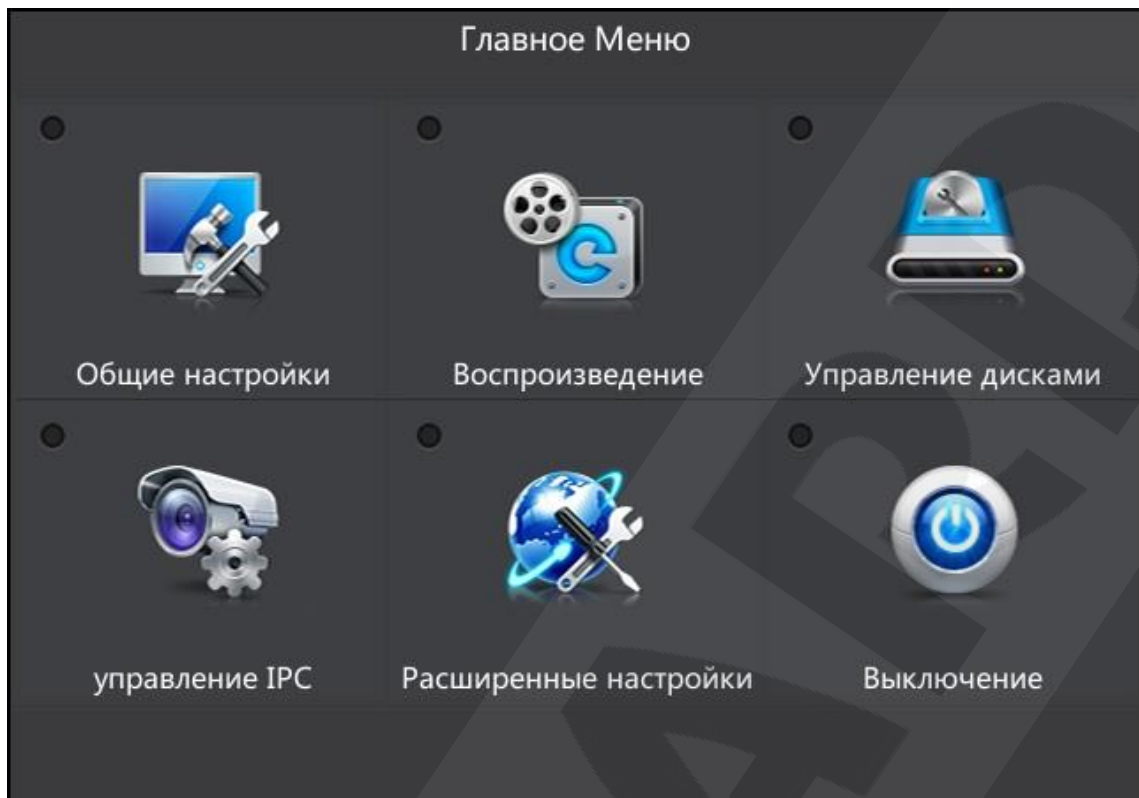 Главное Меню
Общие настройки
Воспроизведение
Управление дисками
управление IPC
Расширенные настройки
Выключение